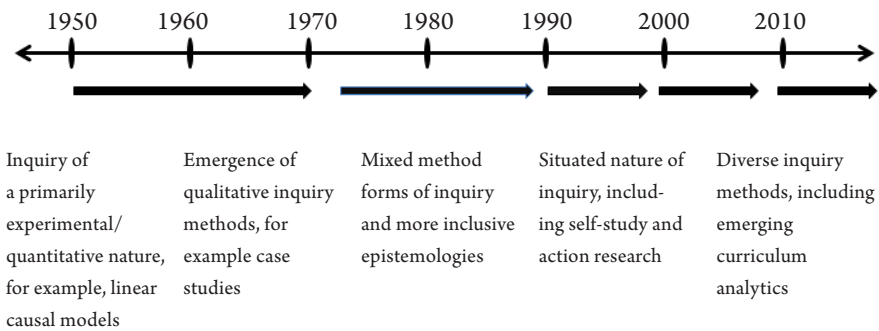 1950 1960 1970 1980 1990 2000 2010
Inquiry of
a primarily
experimental/
quantitative nature,
for example, linear
causal models
Emergence of
qualitative inquiry
methods, for
example case
studies
Mixed method
forms of inquiry
and more inclusive
epistemologies
Situated nature of
inquiry, includ-
ing self-study and
action research
Diverse inquiry
methods, including
emerging
curriculum
analytics